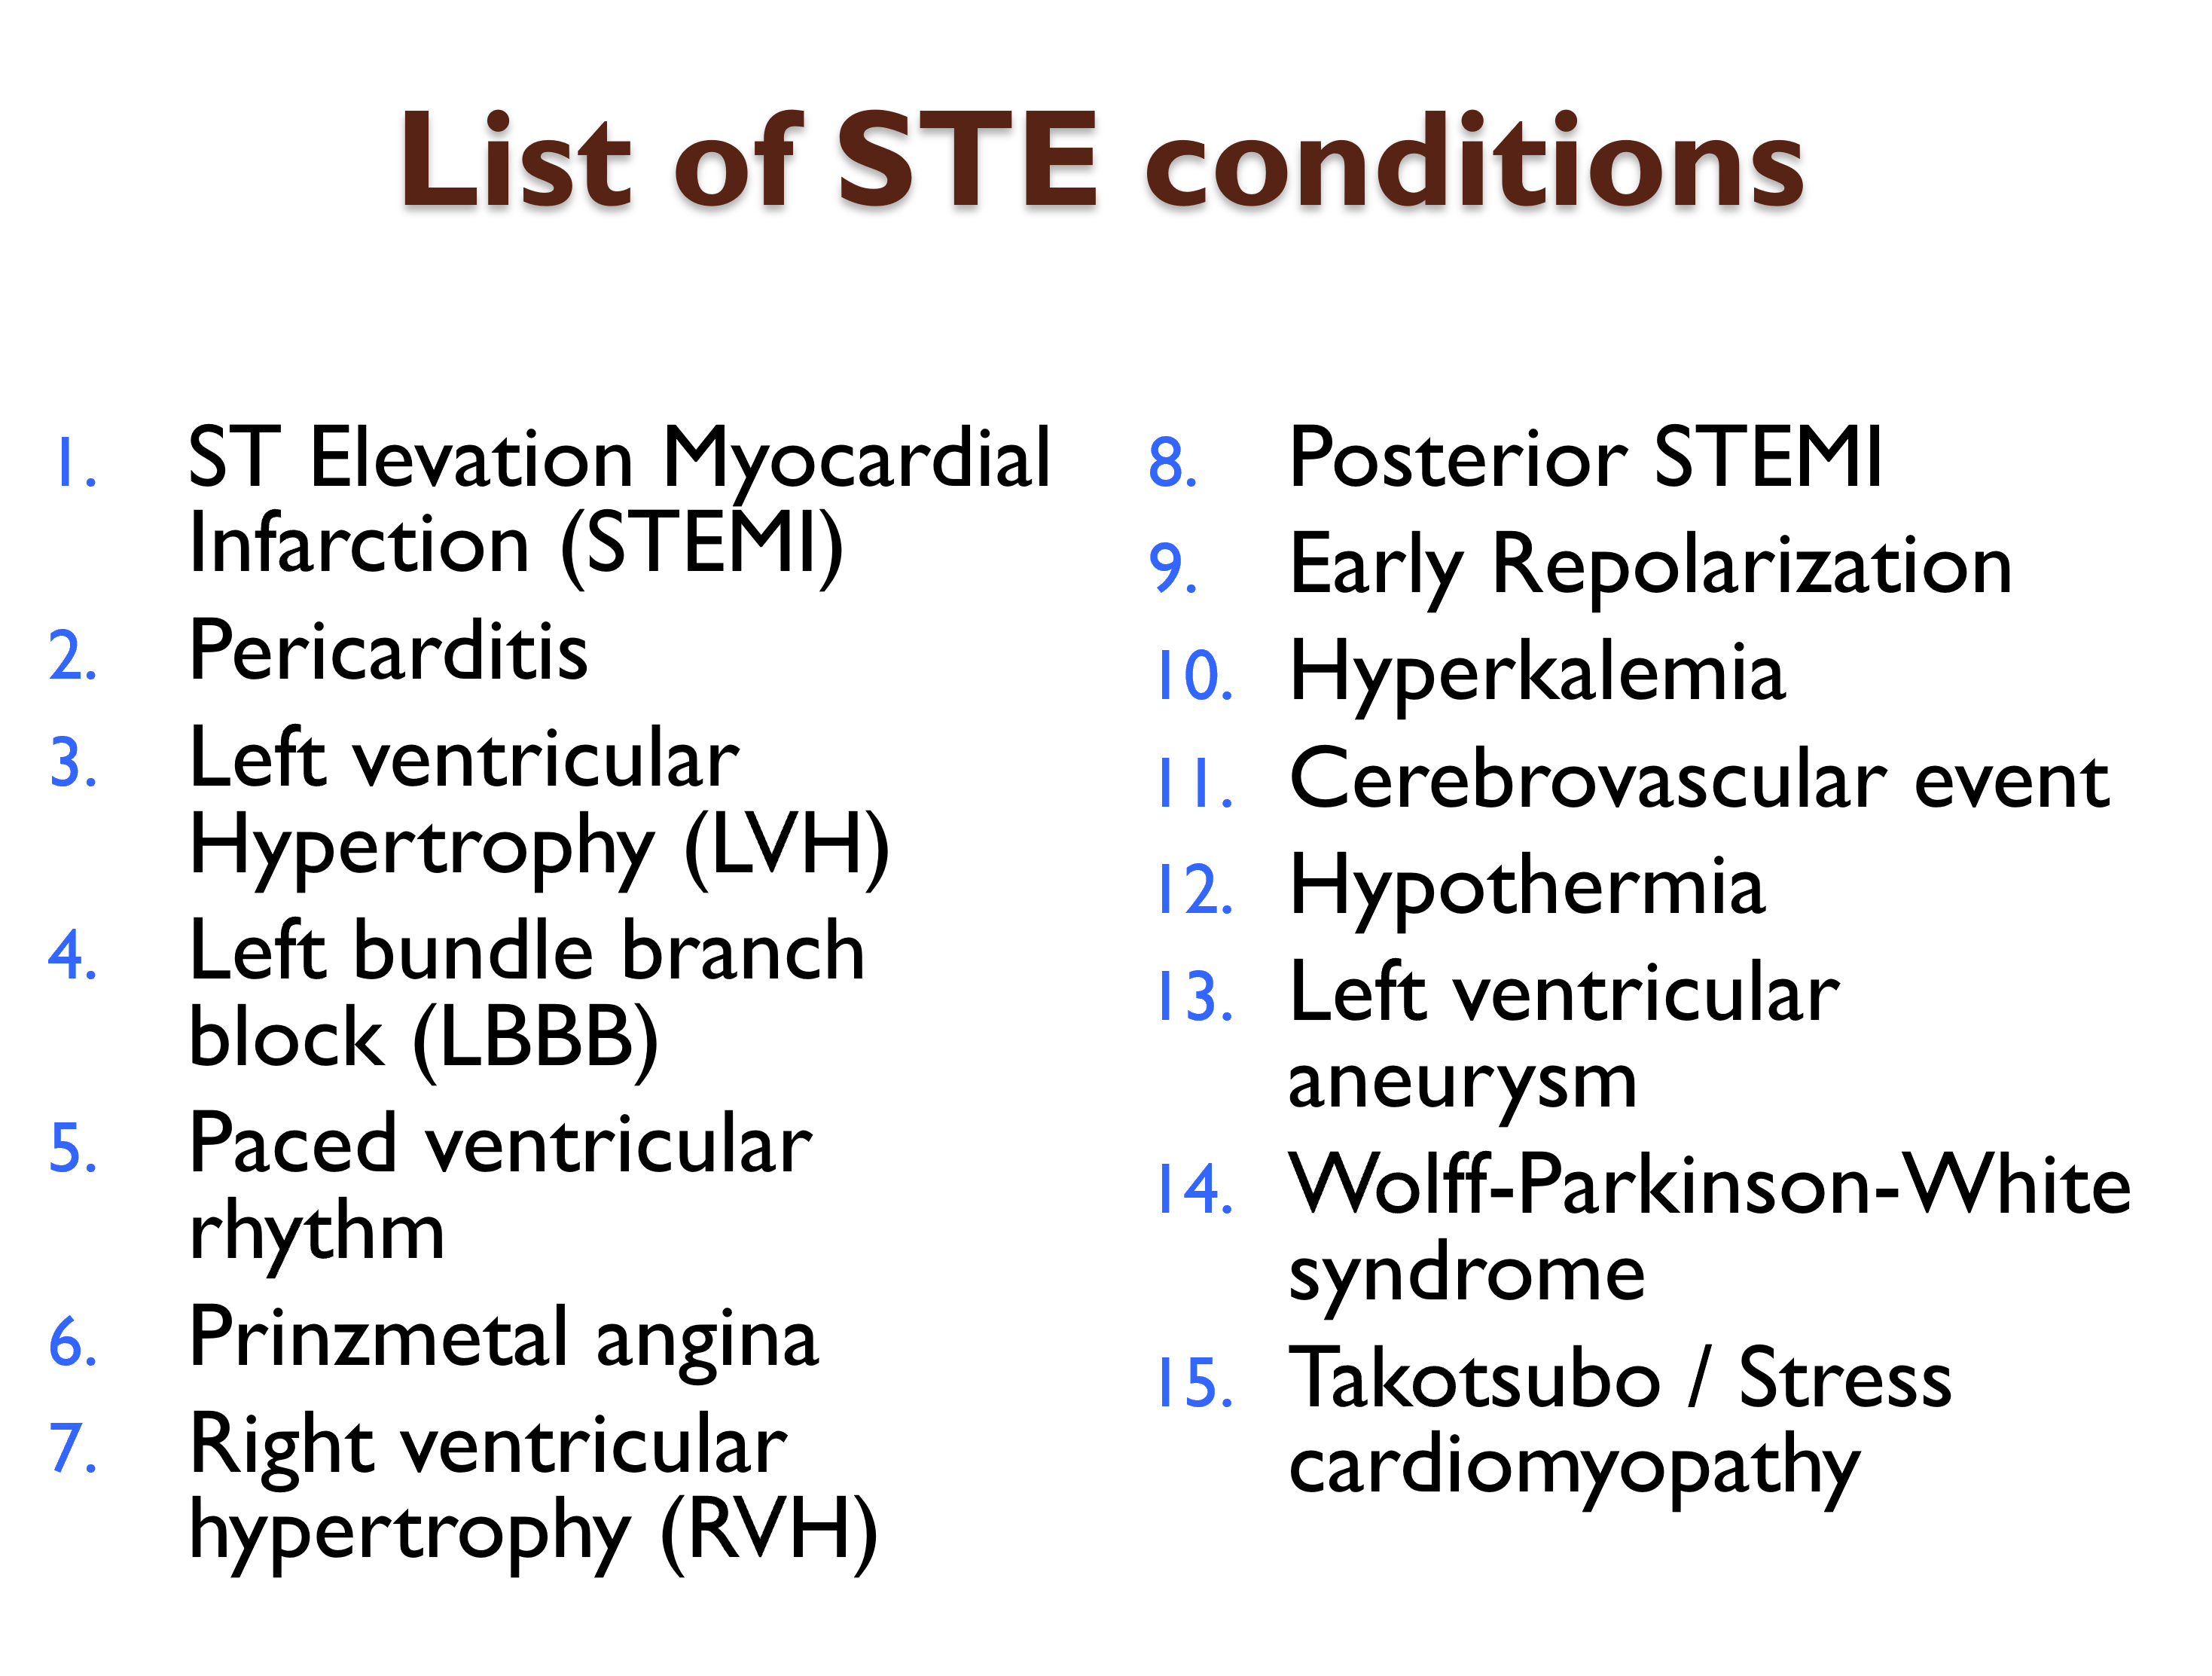 List of STE conditions
1. ST Elevation Myocardial
Infarction (STEMI)
2. Pericarditis
3. Left ventricular
Hypertrophy (LVH)
4. Left bundle branch
block (LBBB)
5. Paced ventricular
rhythm
6. Prinzmetal angina
7. Right ventricular
hypertrophy (RVH)
8. Posterior STEMI
9. Early Repolarization
10. Hyperkalemia
11. Cerebrovascular event
12. Hypothermia
13. Left ventricular
aneurysm
14. Wolff-Parkinson-White
syndrome
15. Takotsubo / Stress
cardiomyopathy